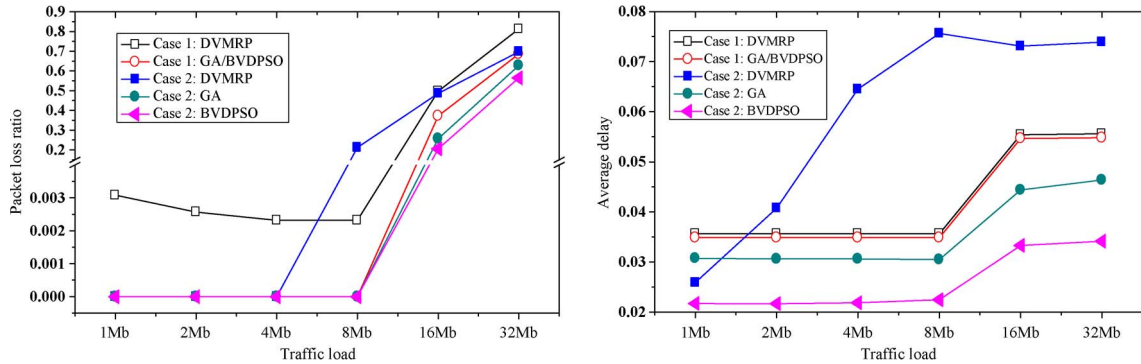 Packet loss ratio
0.9
0.8
0.7
0.6
0.5
0.4
0.3
0.2
0.003
0.002
0.001
0.000
Case 1: DVMRP
Case 1: GA/BVDPSO
Case 2: DVMRP
Case 2: GA
Case 2: BVDPSO
1Mb 2Mb 4Mb 8Mb 16Mb 32Mb
Traffic load
Average delay
0.08
0.07
0.06
0.05
0.04
0.03
0.02
Case 1: DVMRP
Case 1: GA/BVDPSO
Case 2: DVMRP
Case 2: GA
Case 2: BVDPSO
1Mb 2Mb 4Mb 8Mb 16Mb 32Mb
Traffic load